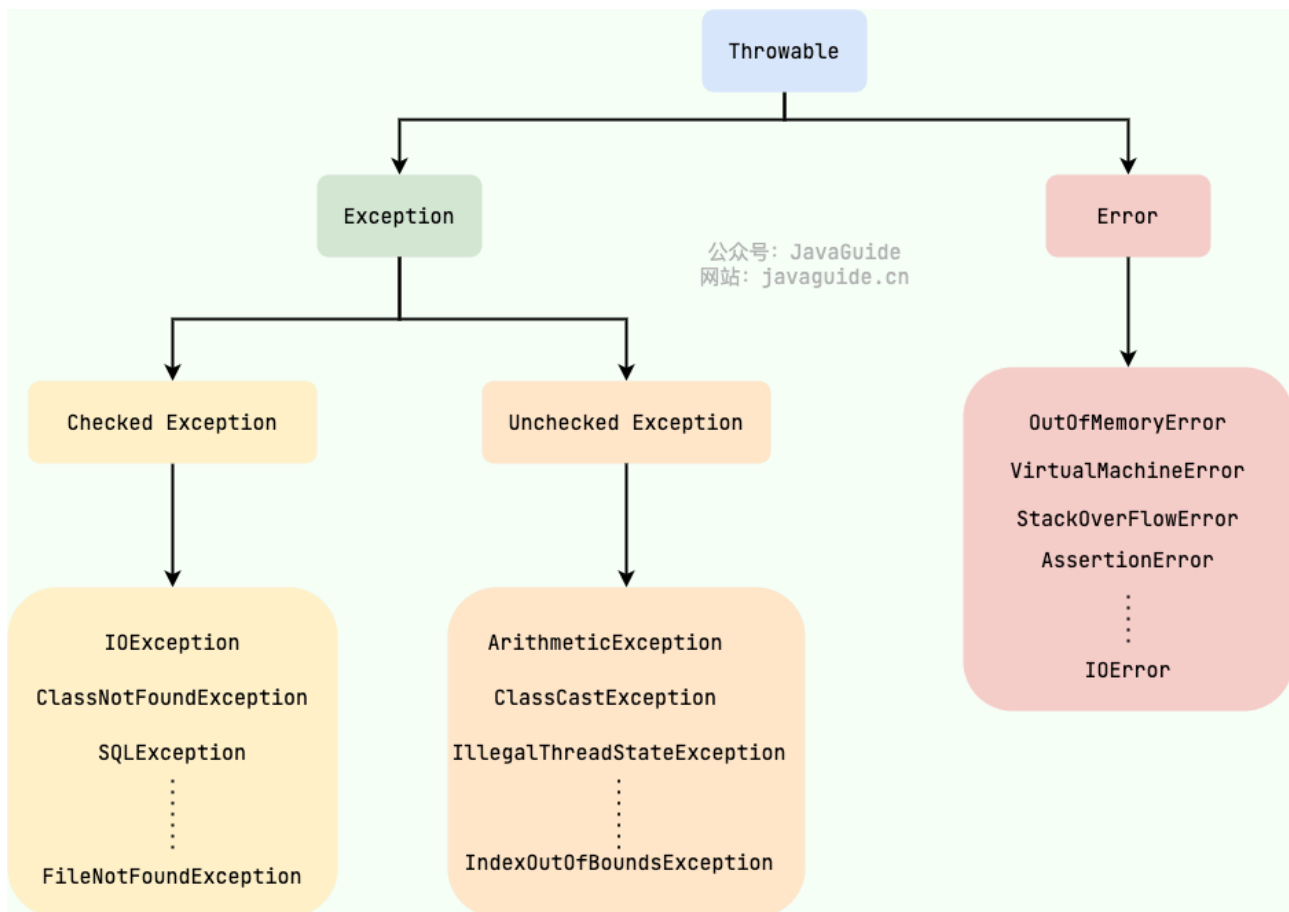 Throwable
Exception
Error
公众号：JavaGuide
网站：javaguide.cn
Checked Exception
Unchecked Exception
OutOfMemoryError
VirtualMachineError
StackOverFlowError
AssertionError
IOError
IOException
ClassNotFoundException
SQLException
FileNotFoundException
ArithmeticException
ClassCastException
IllegalThreadStateException
IndexOutOfBoundsException